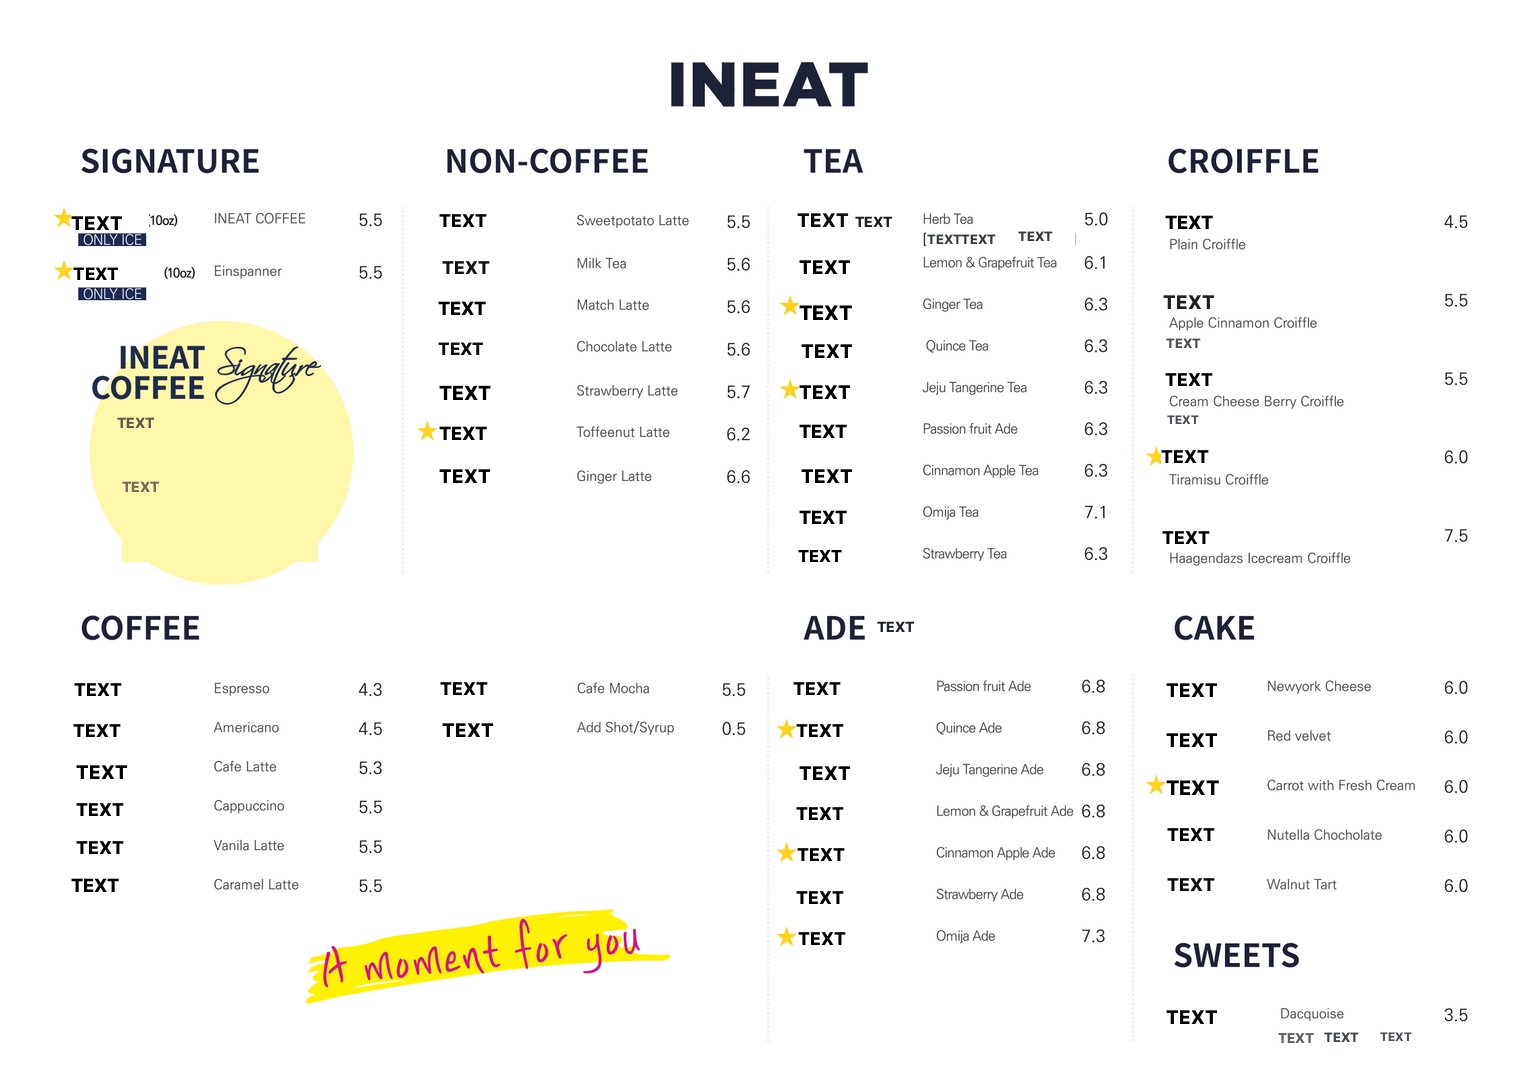 INEAT
SIGNATURE
TEXT (10oz) INEAT COFFEE 5.5
ONLY ICE
TEXT (10oz) Einspanner 5.5
ONLY ICE
INEAT
COFFEE
Signature
TEXT
TEXT
NON-COFFEE
TEXT Sweetpotato Latte 5.5
TEXT Milk Tea 5.6
TEXT Match Latte 5.6
TEXT Chocolate Latte 5.6
TEXT Strawberry Latte 5.7
TEXT Toffeenut Latte 6.2
TEXT Ginger Latte 6.6
TEA
TEXT TEXT Herb Tea 5.0
[TEXTTEXT TEXT
TEXT Lemon & Grapefruit Tea 6.1
TEXT Ginger Tea 6.3
TEXT Quince Tea 6.3
TEXT Jeju Tangerine Tea 6.3
TEXT Passion fruit Ade 6.3
TEXT Cinnamon Apple Tea 6.3
TEXT Omija Tea 7.1
TEXT Strawberry Tea 6.3
CROIFFLE
TEXT 4.5
Plain Croiffle
TEXT 5.5
Apple Cinnamon Croiffle
TEXT
TEXT 5.5
Cream Cheese Berry Croiffle
TEXT
TEXT 6.0
Tiramisu Croiffle
TEXT 7.5
Haagendazs Icecream Croiffle
COFFEE
TEXT Espresso 4.3
TEXT Americano 4.5
TEXT Cafe Latte 5.3
TEXT Cappuccino 5.5
TEXT Vanila Latte 5.5
TEXT Caramel Latte 5.5
TEXT Cafe Mocha 5.5
TEXT Add Shot/Syrup 0.5
A moment for you
ADE TEXT
TEXT Passion fruit Ade 6.8
TEXT Quince Ade 6.8
TEXT Jeju Tangerine Ade 6.8
TEXT Lemon & Grapefruit Ade 6.8
TEXT Cinnamon Apple Ade 6.8
TEXT Strawberry Ade 6.8
TEXT Omija Ade 7.3
CAKE
TEXT Newyork Cheese 6.0
TEXT Red velvet 6.0
TEXT Carrot with Fresh Cream 6.0
TEXT Nutella Chocholate 6.0
TEXT Walnut Tart 6.0
SWEETS
TEXT Dacquoise 3.5
TEXT TEXT TEXT